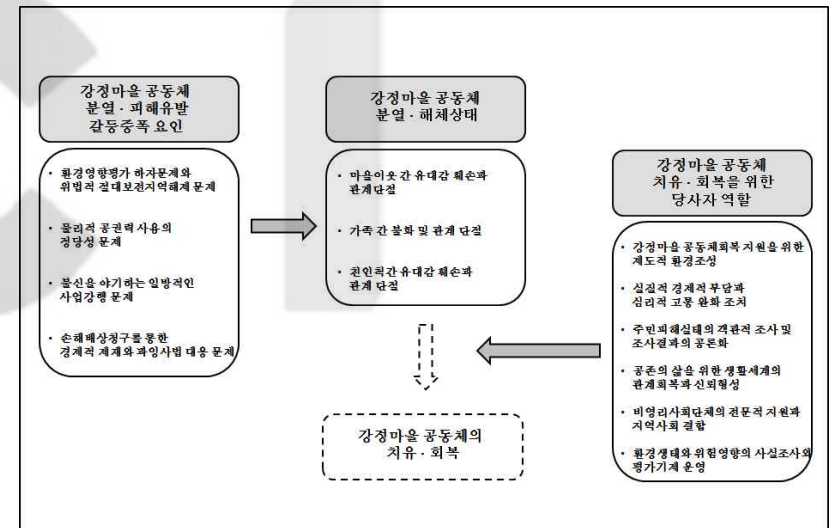 강정마을 공동체
분열 · 피해유발
갈등중폭 요인
• 환경영향평가 하자문제와
위법적 절대보전지역해제 문제
• 물리적 공권력 사용의
정당성 문제
• 불신을 야기하는 일방적인
사업강행 문제
• 손해배상청구를 통한
경제적 제재와 과잉사법 대응 문제
강정마을 공동체
분열 · 해체상태
• 마을이웃 간 유대감 훼손과
관계단절
• 가족 간 불화 및 관계 단절
• 친인척간 유대감 훼손과
관계 단절
강정마을 공동체의
치유 · 회복
강정마을 공동체
치유 · 회복을 위한
당사자 역할
• 강정마을 공동체회복 지원을 위한
제도적 환경조성
• 실질적 경제적 부담과
심리적 고통 완화 조치
• 주민피해실태의 객관적 조사 및
조사결과의 공론화
• 공존의 삶을 위한 생활세계의
관계회복과 신뢰형성
• 비영리사회단체의 전문적 지원과
지역사회 결합
• 환경생태와 위험영향의 사실조사와
평가기제 운영